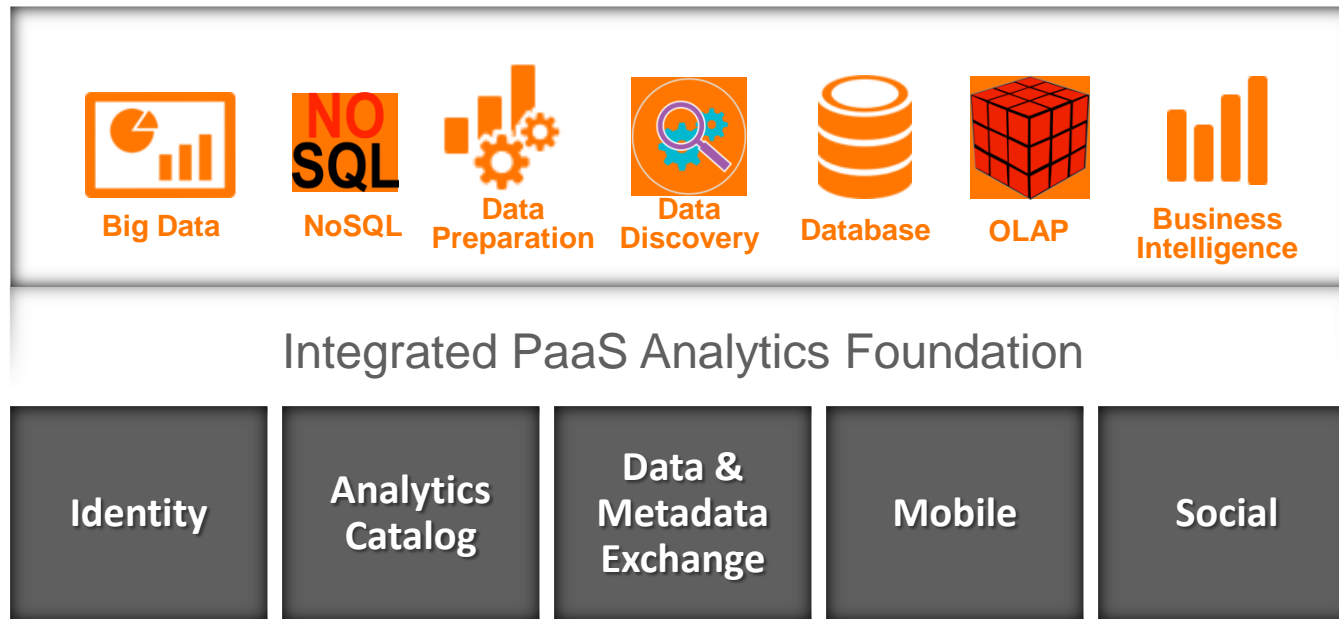 NO
SQL
Big Data
NoSQL
Data
Preparation
Data
Discovery
Database
OLAP
Business
Intelligence
Integrated PaaS Analytics Foundation
Identity
Analytics
Catalog
Data &
Metadata
Exchange
Mobile
Social